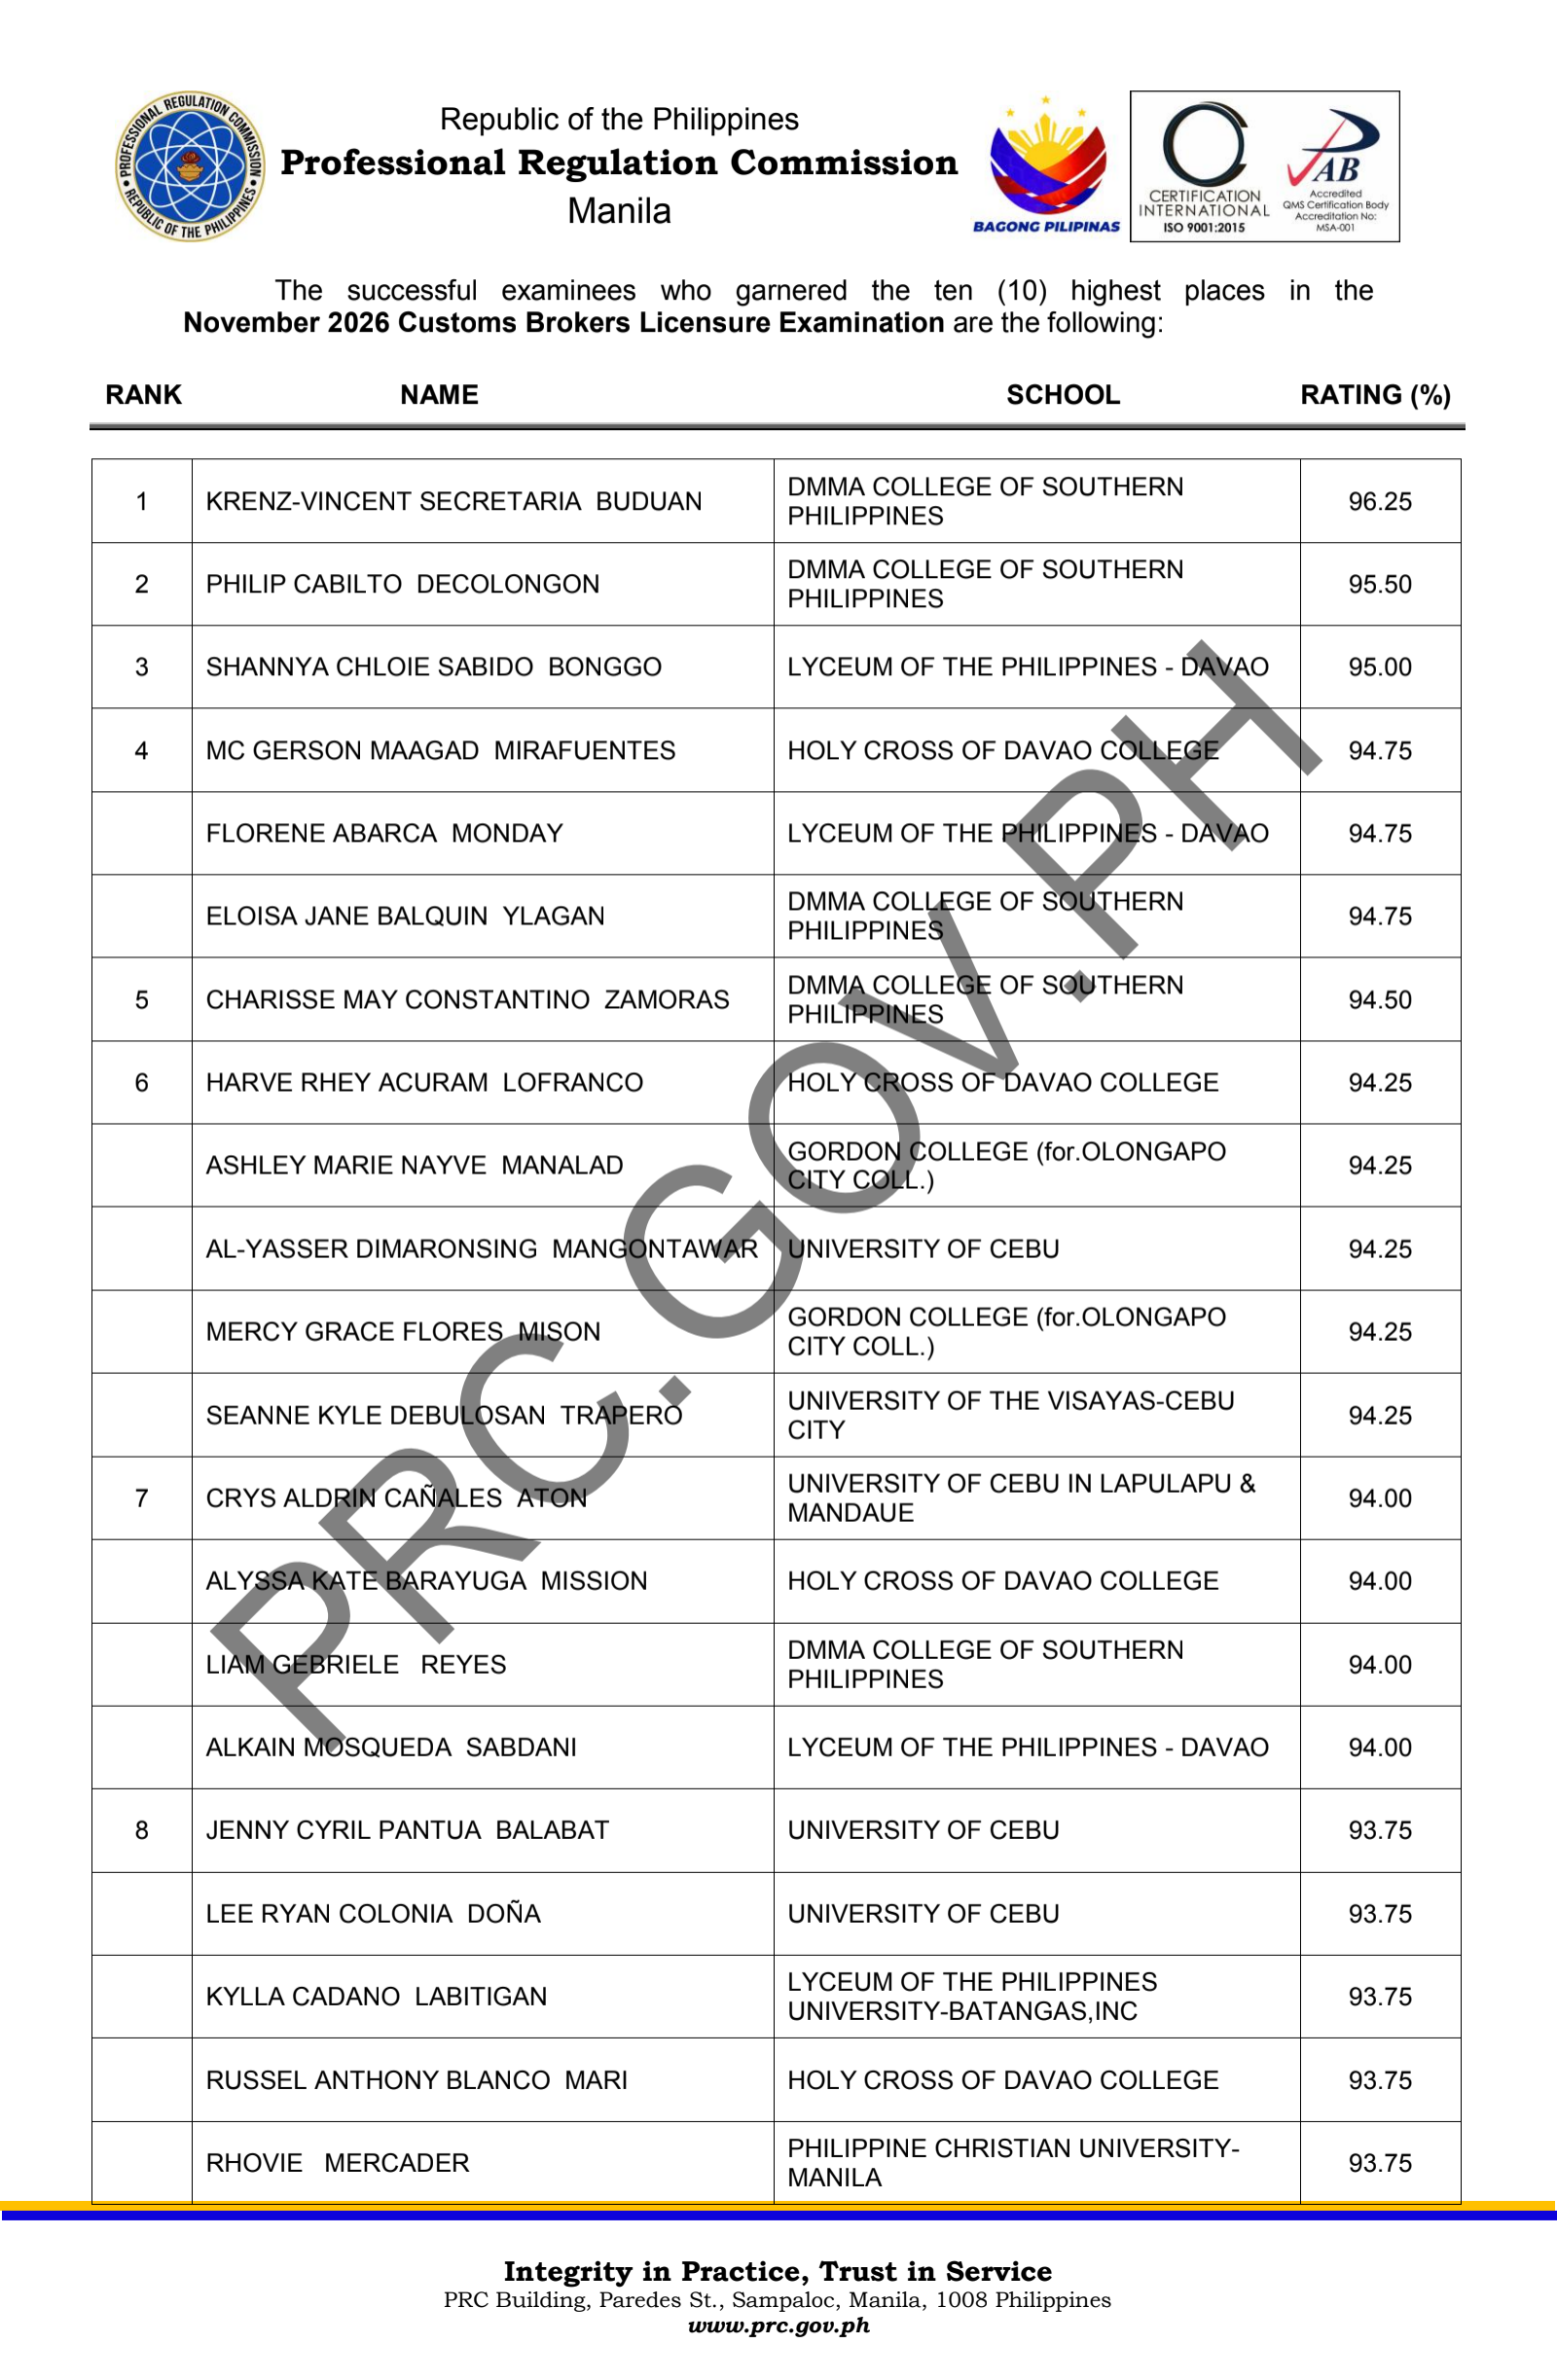 PROFESSIONAL REGULATION COMMISSION
REPUBLIC OF THE PHILIPPINES
Republic of the Philippines
Professional Regulation Commission
Manila
BAGONG PILIPINAS
CERTIFICATION
INTERNATIONAL
ISO 9001:2015
AB
Accredited
QMS Certification Body
Accreditation No:
MSA-001
The successful examinees who garnered the ten (10) highest places in the
November 2026 Customs Brokers Licensure Examination are the following:
RANK NAME SCHOOL RATING (%)
1 KRENZ-VINCENT SECRETARIA BUDUAN DMMA COLLEGE OF SOUTHERN
PHILIPPINES 96.25
2 PHILIP CABILTO DECOLONGON DMMA COLLEGE OF SOUTHERN
PHILIPPINES 95.50
3 SHANNYA CHLOIE SABIDO BONGGO LYCEUM OF THE PHILIPPINES - DAVAO 95.00
4 MC GERSON MAAGAD MIRAFUENTES HOLY CROSS OF DAVAO COLLEGE 94.75
FLORENE ABARCA MONDAY LYCEUM OF THE PHILIPPINES - DAVAO 94.75
ELOISA JANE BALQUIN YLAGAN DMMA COLLEGE OF SOUTHERN
PHILIPPINES 94.75
5 CHARISSE MAY CONSTANTINO ZAMORAS DMMA COLLEGE OF SOUTHERN
PHILIPPINES 94.50
6 HARVE RHEY ACURAM LOFRANCO HOLY CROSS OF DAVAO COLLEGE 94.25
ASHLEY MARIE NAYVE MANALAD GORDON COLLEGE (for.OLONGAPO
CITY COLL.) 94.25
AL-YASSER DIMARONSING MANGONTAWAR UNIVERSITY OF CEBU 94.25
MERCY GRACE FLORES MISON GORDON COLLEGE (for.OLONGAPO
CITY COLL.) 94.25
SEANNE KYLE DEBULOSAN TRAPERO UNIVERSITY OF THE VISAYAS-CEBU
CITY 94.25
7 CRYS ALDRIN CAÑALES ATON UNIVERSITY OF CEBU IN LAPULAPU &
MANDAUE 94.00
ALYSSA KATE BARAYUGA MISSION HOLY CROSS OF DAVAO COLLEGE 94.00
LIAM GEBRIELE REYES DMMA COLLEGE OF SOUTHERN
PHILIPPINES 94.00
ALKAIN MOSQUEDA SABDANI LYCEUM OF THE PHILIPPINES - DAVAO 94.00
8 JENNY CYRIL PANTUA BALABAT UNIVERSITY OF CEBU 93.75
LEE RYAN COLONIA DOÑA UNIVERSITY OF CEBU 93.75
KYLLA CADANO LABITIGAN LYCEUM OF THE PHILIPPINES
UNIVERSITY-BATANGAS,INC 93.75
RUSSEL ANTHONY BLANCO MARI HOLY CROSS OF DAVAO COLLEGE 93.75
RHOVIE MERCADER PHILIPPINE CHRISTIAN UNIVERSITY-
MANILA 93.75
PRC.GOV.PH
Integrity in Practice, Trust in Service
PRC Building, Paredes St., Sampaloc, Manila, 1008 Philippines
www.prc.gov.ph